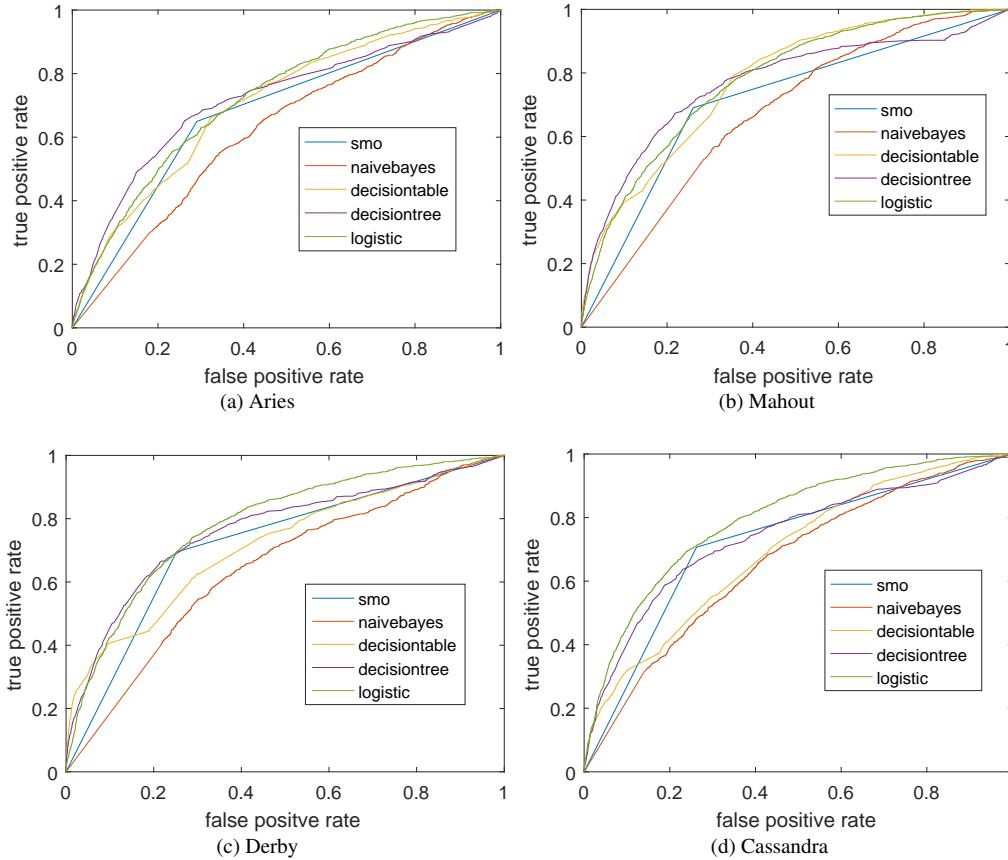 1
0.8
0.6
0.4
0.2
0
true positive rate
smo
naivebayes
decisiontable
decisiontree
logistic
0 0.2 0.4 0.6 0.8 1
false positive rate
(a) Aries
1
0.8
0.6
0.4
0.2
0
true positive rate
smo
naivebayes
decisiontable
decisiontree
logistic
0 0.2 0.4 0.6 0.8 1
false positive rate
(b) Mahout
1
0.8
0.6
0.4
0.2
0
true positive rate
smo
naivebayes
decisiontable
decisiontree
logistic
0 0.2 0.4 0.6 0.8 1
false positve rate
(c) Derby
1
0.8
0.6
0.4
0.2
0
true positive rate
smo
naivebayes
decisiontable
decisiontree
logistic
0 0.2 0.4 0.6 0.8 1
false positive rate
(d) Cassandra